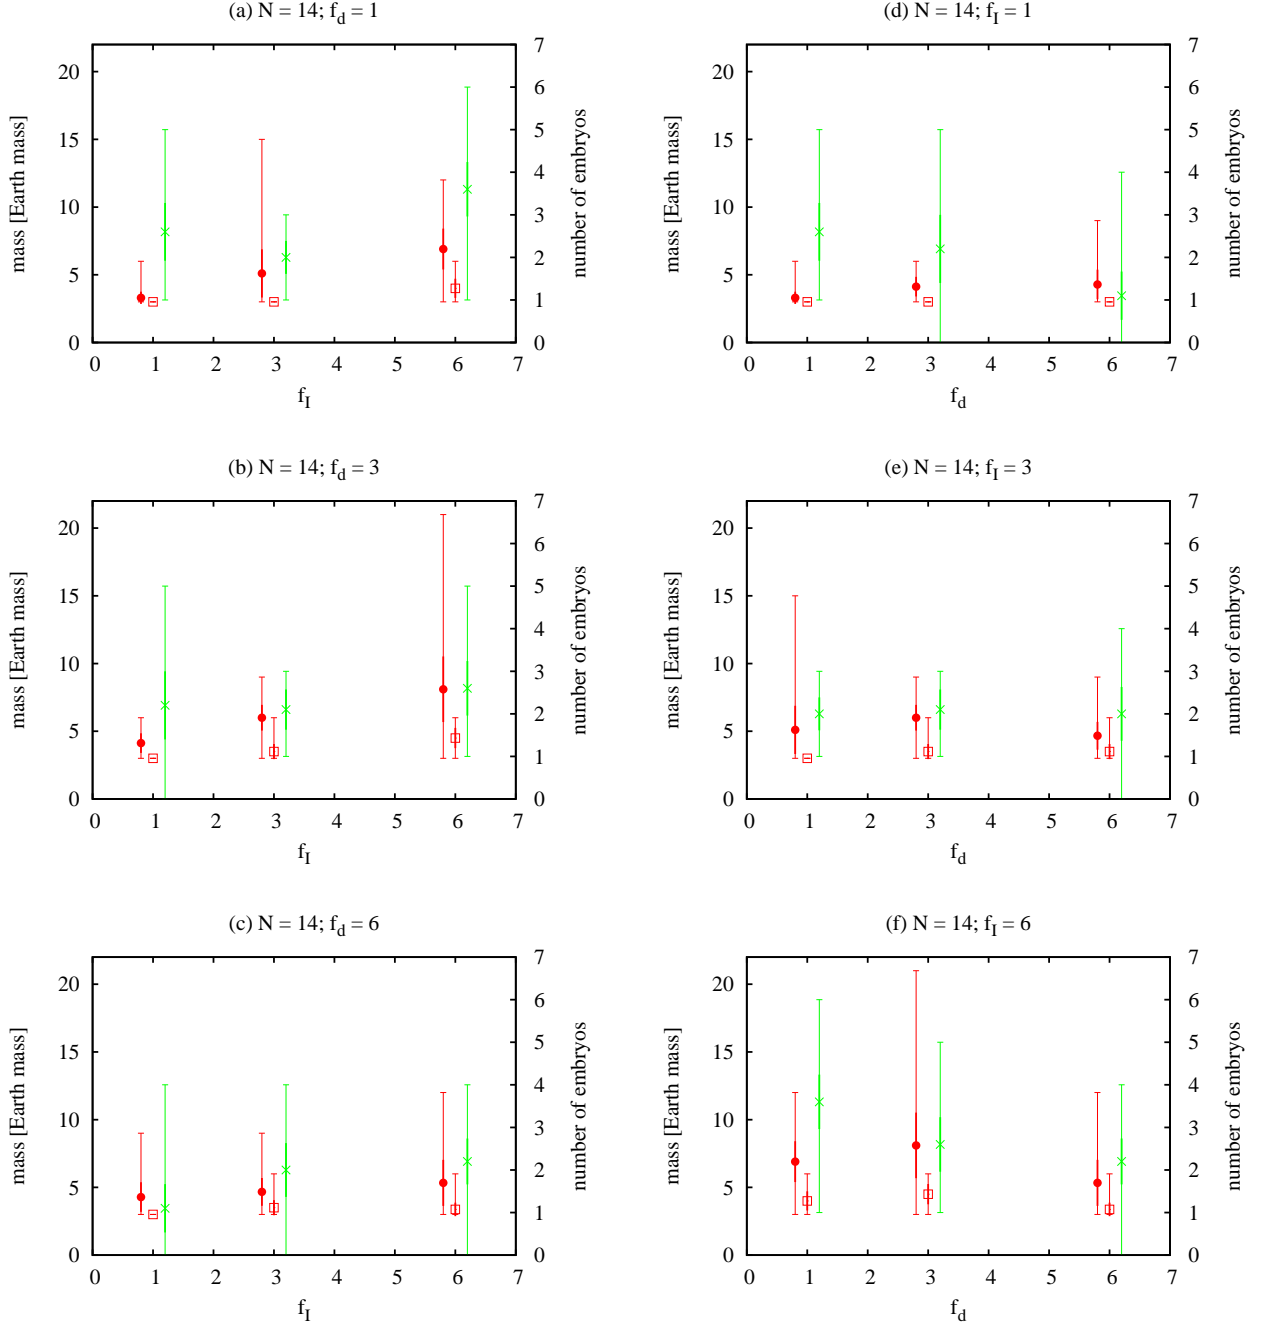 (a) N = 14; f_d = 1
mass [Earth mass]
20
15
10
5
0
7
6
5
4
3
2
1
0
number of embryos
0 1 2 3 4 5 6 7
f_I
(d) N = 14; f_I = 1
mass [Earth mass]
20
15
10
5
0
7
6
5
4
3
2
1
0
number of embryos
0 1 2 3 4 5 6 7
f_d
(b) N = 14; f_d = 3
mass [Earth mass]
20
15
10
5
0
7
6
5
4
3
2
1
0
number of embryos
0 1 2 3 4 5 6 7
f_I
(e) N = 14; f_I = 3
mass [Earth mass]
20
15
10
5
0
7
6
5
4
3
2
1
0
number of embryos
0 1 2 3 4 5 6 7
f_d
(c) N = 14; f_d = 6
mass [Earth mass]
20
15
10
5
0
7
6
5
4
3
2
1
0
number of embryos
0 1 2 3 4 5 6 7
f_I
(f) N = 14; f_I = 6
mass [Earth mass]
20
15
10
5
0
7
6
5
4
3
2
1
0
number of embryos
0 1 2 3 4 5 6 7
f_d